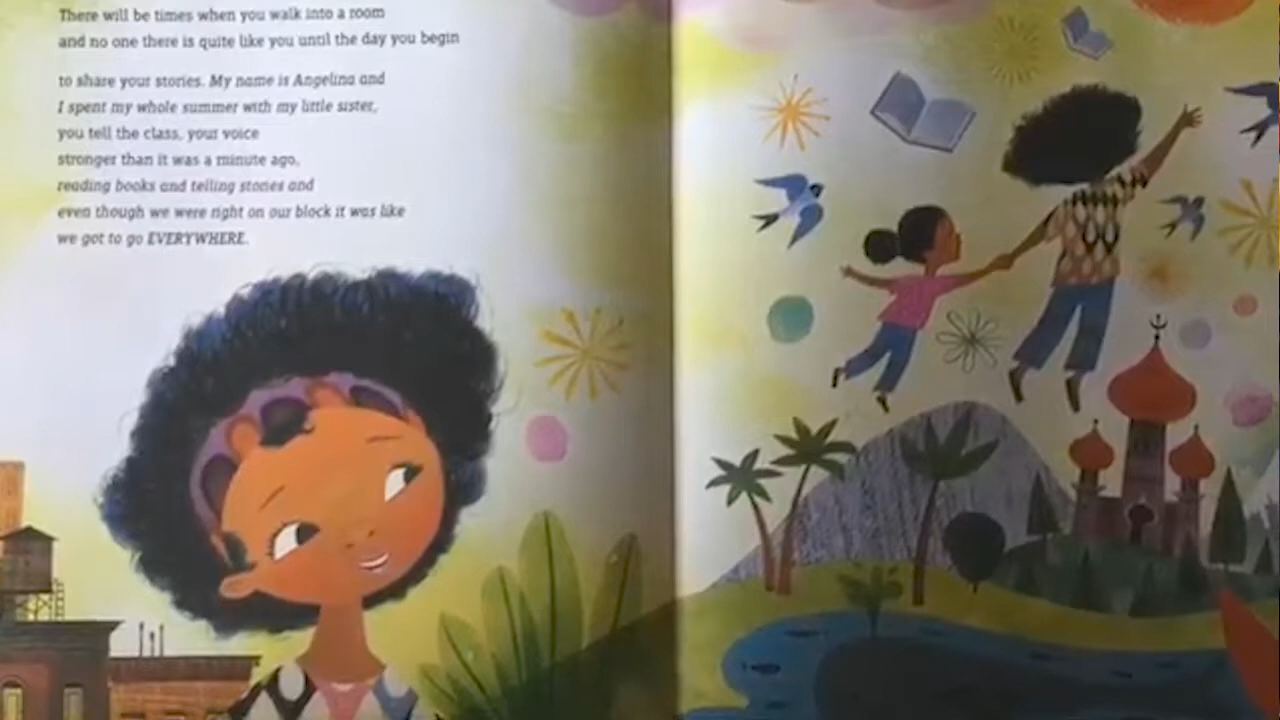 There will be times when you walk into a room
and no one there is quite like you until the day you begin
to share your stories. My name is Angelina and
I spent my whole summer with my little sister,
you tell the class, your voice
stronger than it was a minute ago,
reading books and telling stories and
even though we were right on our block it was like
we got to go EVERYWHERE.